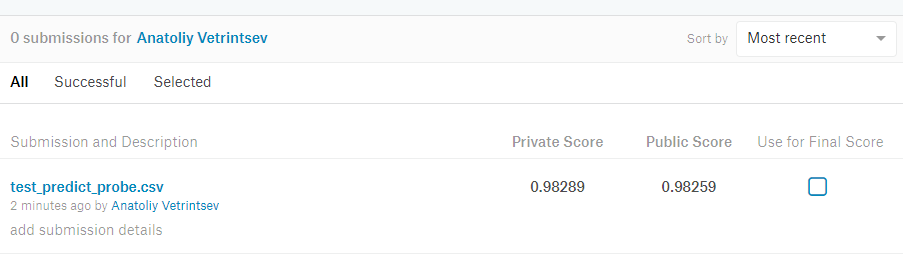 0 submissions for Anatoliy Vetrintsev Sort by Most recent
All Successful Selected
Submission and Description Private Score Public Score Use for Final Score
test_predict_probe.csv 0.98289 0.98259
2 minutes ago by Anatoliy Vetrintsev
add submission details